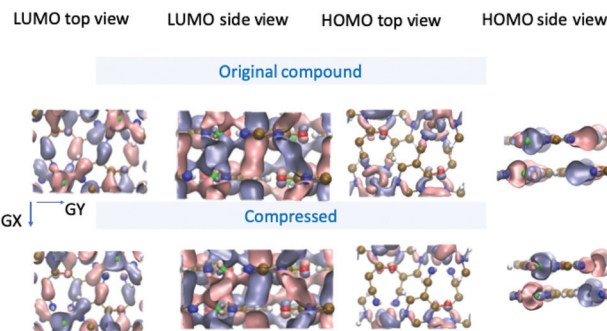 LUMO top view LUMO side view HOMO top view HOMO side view
Original compound
GY
GX
Compressed